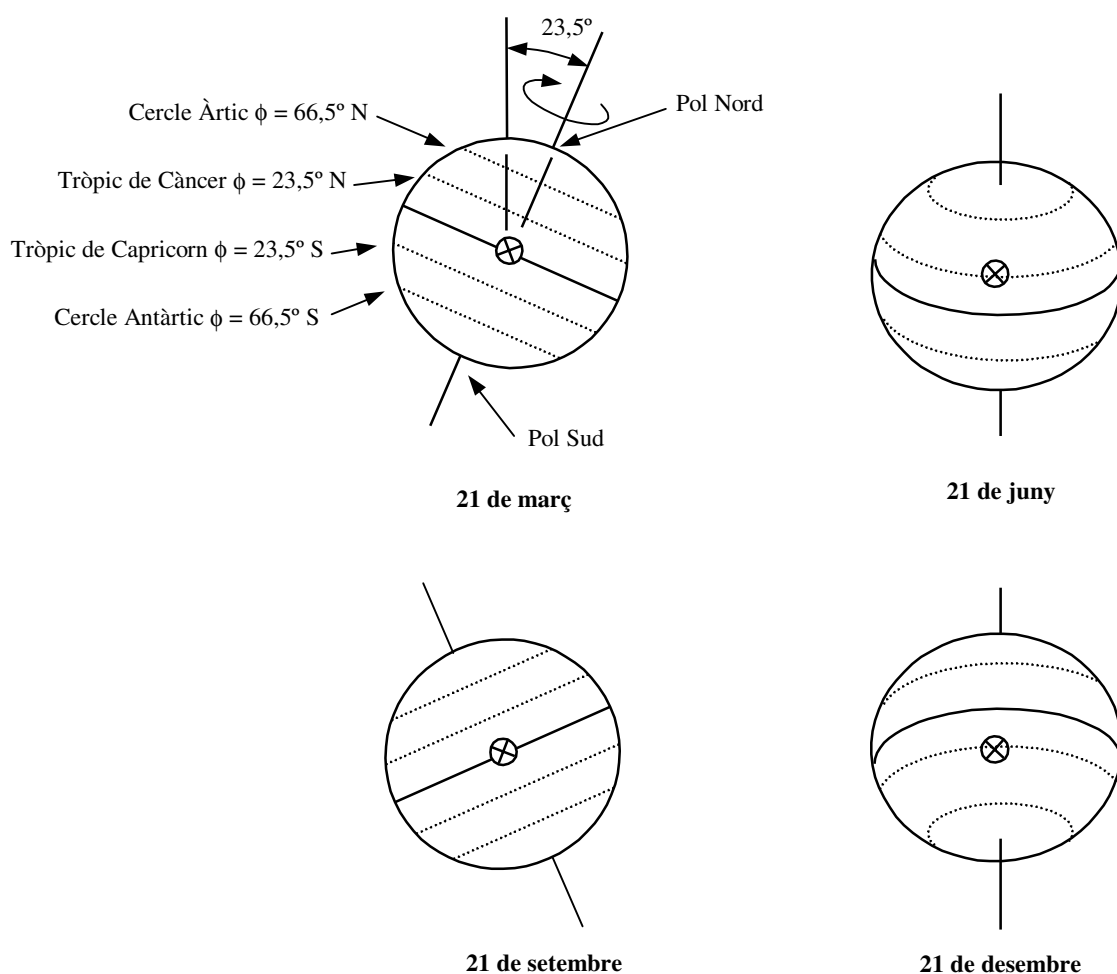 23,5º
Pol Nord
Cercle Àrtic ϕ = 66,5º N
Tròpic de Càncer ϕ = 23,5º N
Tròpic de Capricorn ϕ = 23,5º S
Cercle Antàrtic ϕ = 66,5º S
Pol Sud
21 de març
21 de juny
21 de setembre
21 de desembre